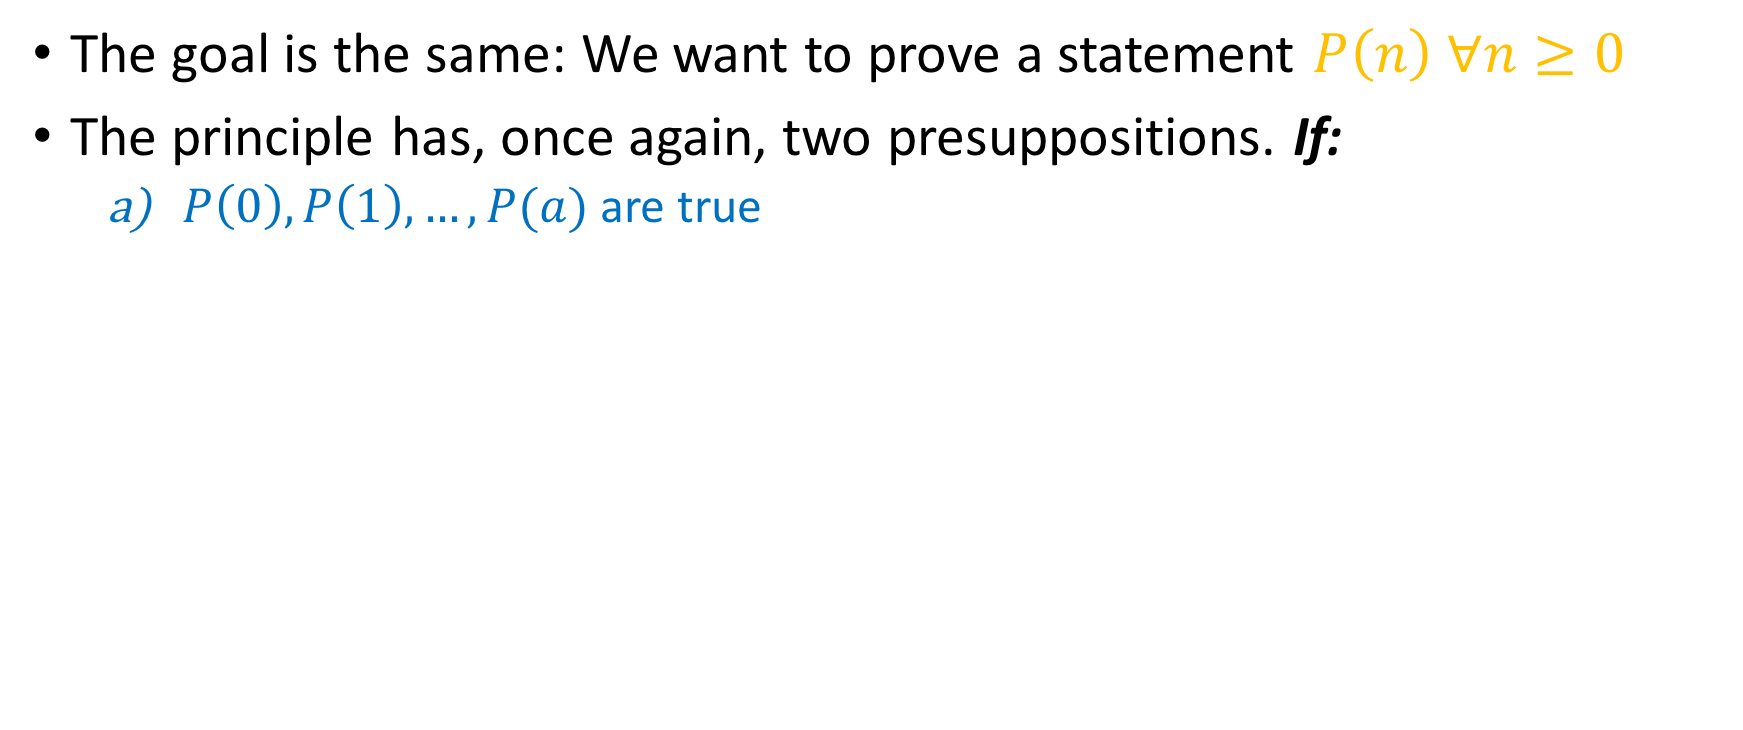 • The goal is the same: We want to prove a statement P(n) ∀n ≥ 0
• The principle has, once again, two presuppositions. If:
a) P(0), P(1), … , P(a) are true